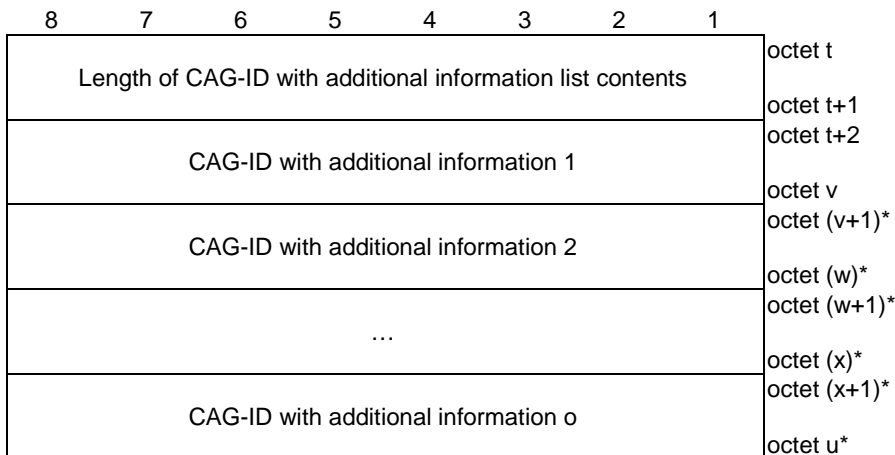 8 7 6 5 4 3 2 1
octet t
Length of CAG-ID with additional information list contents
octet t+1
octet t+2
CAG-ID with additional information 1
octet v
octet (v+1)*
CAG-ID with additional information 2
octet (w)*
octet (w+1)*
…
octet (x)*
octet (x+1)*
CAG-ID with additional information o
octet u*